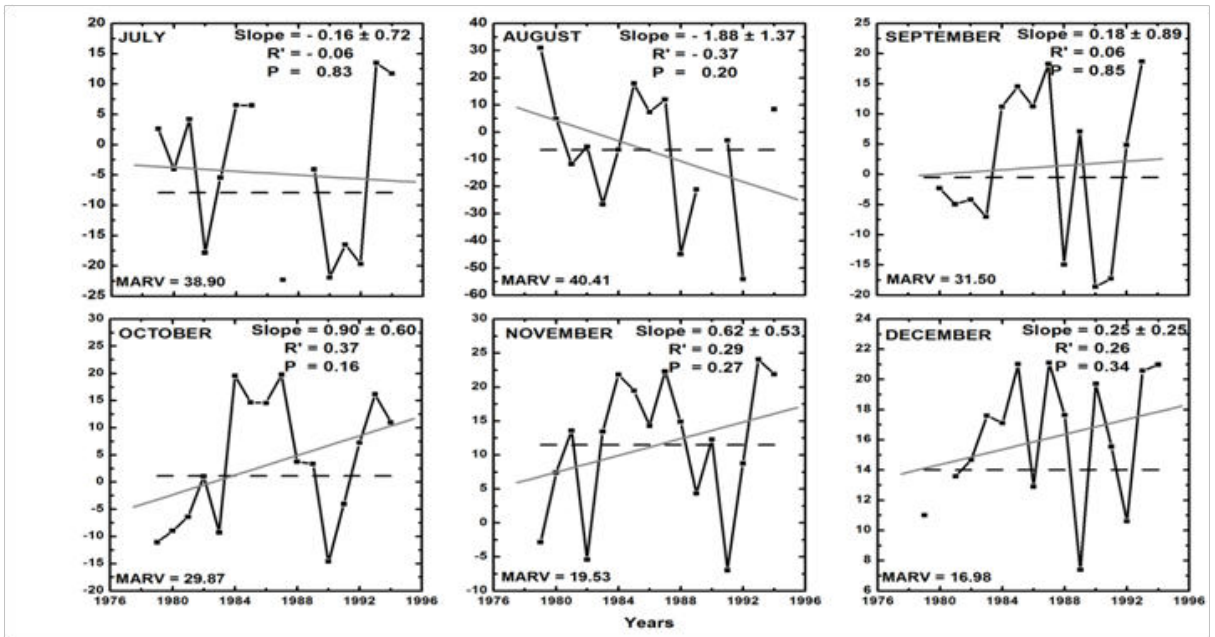 JULY Slope = - 0.16 ± 0.72
R' = - 0.06
P = 0.83
20
15
10
5
0
-5
-10
-15
-20
-25
MARV = 38.90
AUGUST Slope = - 1.88 ± 1.37
R' = - 0.37
P = 0.20
40
30
20
10
0
-10
-20
-30
-40
-50
-60
MARV = 40.41
SEPTEMBER Slope = 0.18 ± 0.89
R' = 0.06
P = 0.85
25
20
15
10
5
0
-5
-10
-15
-20
MARV = 31.50
OCTOBER Slope = 0.90 ± 0.60
R' = 0.37
P = 0.16
30
25
20
15
10
5
0
-5
-10
-15
-20
MARV = 29.87
1976 1980 1984 1988 1992 1996
NOVEMBER Slope = 0.62 ± 0.53
R' = 0.29
P = 0.27
30
25
20
15
10
5
0
-5
-10
MARV = 19.53
1976 1980 1984 1988 1992 1996
DECEMBER Slope = 0.25 ± 0.25
R' = 0.26
P = 0.34
24
22
20
18
16
14
12
10
8
6
MARV = 16.98
1976 1980 1984 1988 1992 1996
Years